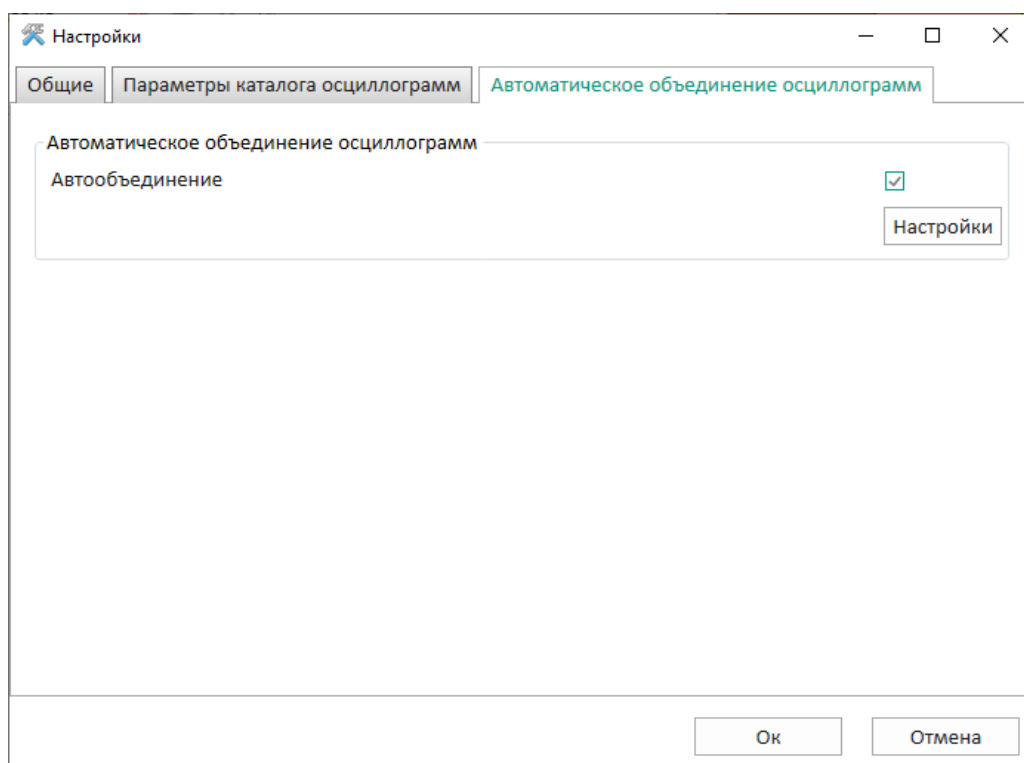 Настройки
Общие Параметры каталога осциллограмм Автоматическое объединение осциллограмм
Автоматическое объединение осциллограмм
Автообъединение
Настройки
Ок Отмена